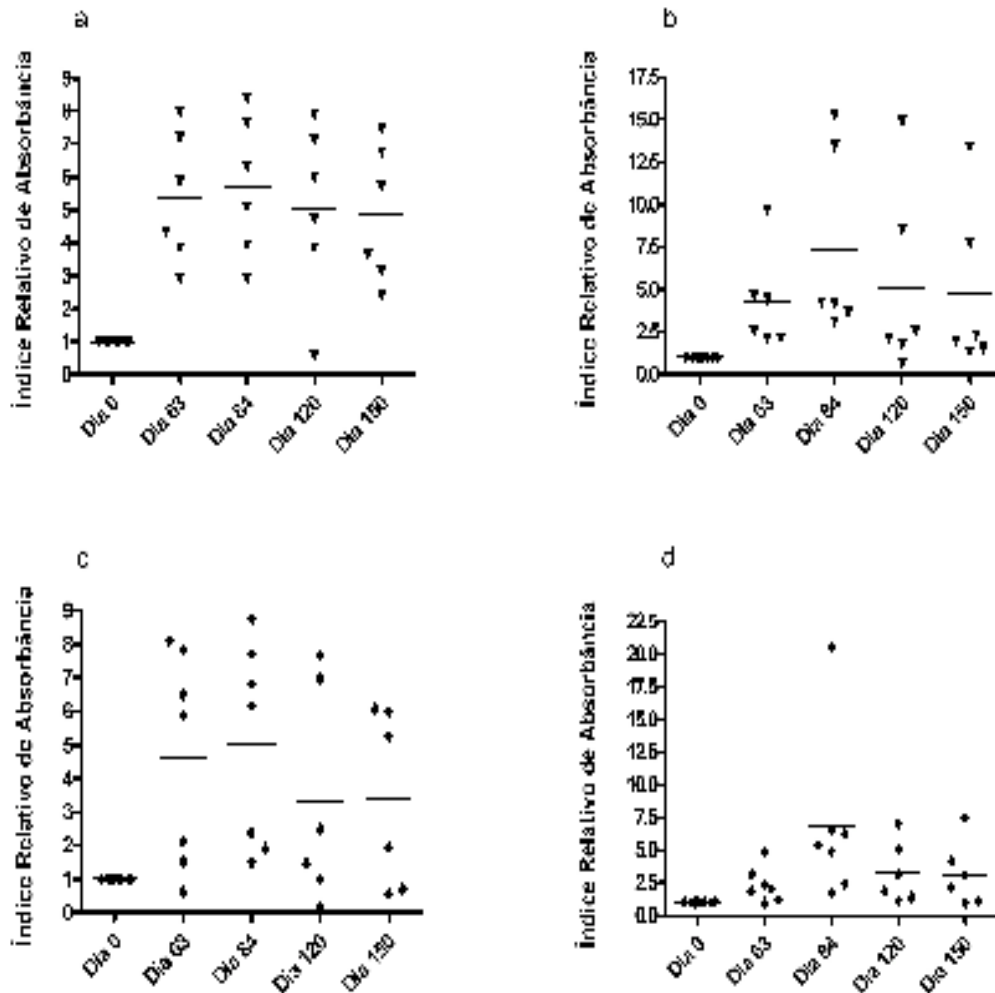 a
Índice Relativo de Absorbância
9
8
7
6
5
4
3
2
1
0
Dia 0
Dia 63
Dia 84
Dia 120
Dia 150
b
Índice Relativo de Absorbância
17.5
15.0
12.5
10.0
7.5
5.0
2.5
0.0
Dia 0
Dia 63
Dia 84
Dia 120
Dia 150
c
Índice Relativo de Absorbância
9
8
7
6
5
4
3
2
1
0
Dia 0
Dia 63
Dia 84
Dia 120
Dia 150
d
Índice Relativo de Absorbância
22.5
20.0
17.5
15.0
12.5
10.0
7.5
5.0
2.5
0.0
Dia 0
Dia 63
Dia 84
Dia 120
Dia 150